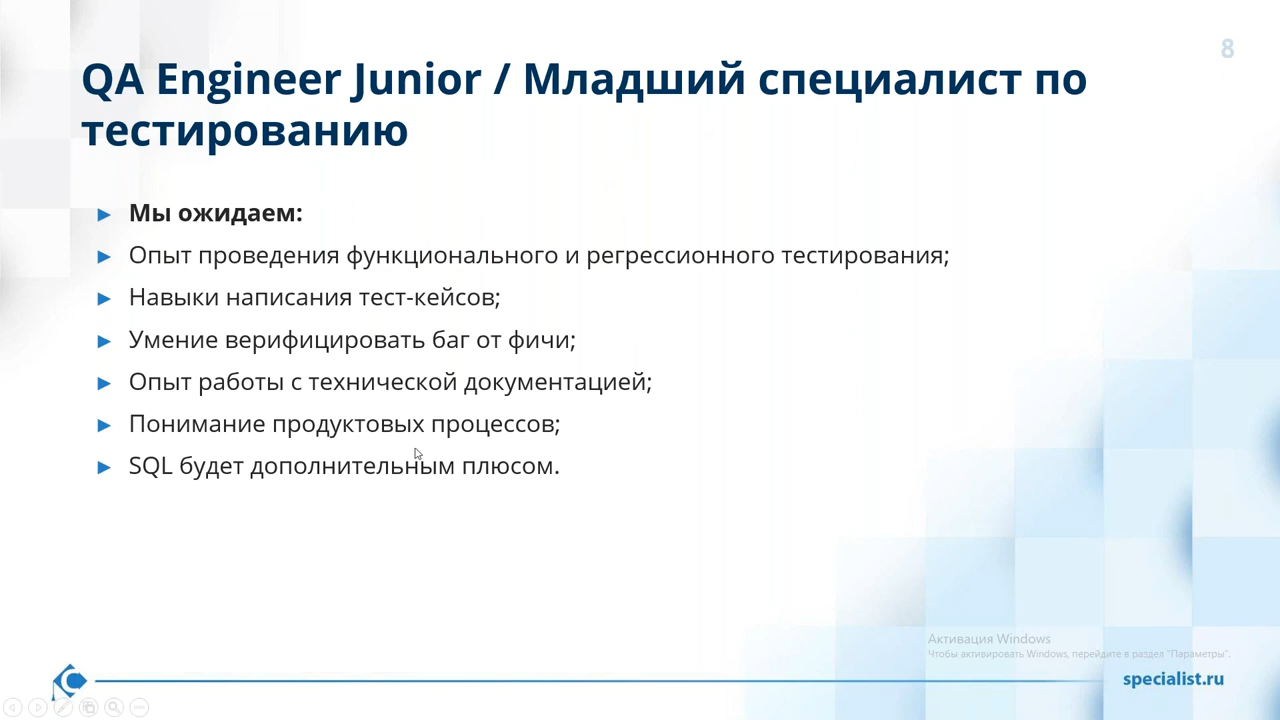 8
QA Engineer Junior / Младший специалист по
тестированию
Мы ожидаем:
Опыт проведения функционального и регрессионного тестирования;
Навыки написания тест-кейсов;
Умение верифицировать баг от фичи;
Опыт работы с технической документацией;
Понимание продуктовых процессов;
SQL будет дополнительным плюсом.
Активация Windows
Чтобы активировать Windows, перейдите в раздел "Параметры".
specialist.ru